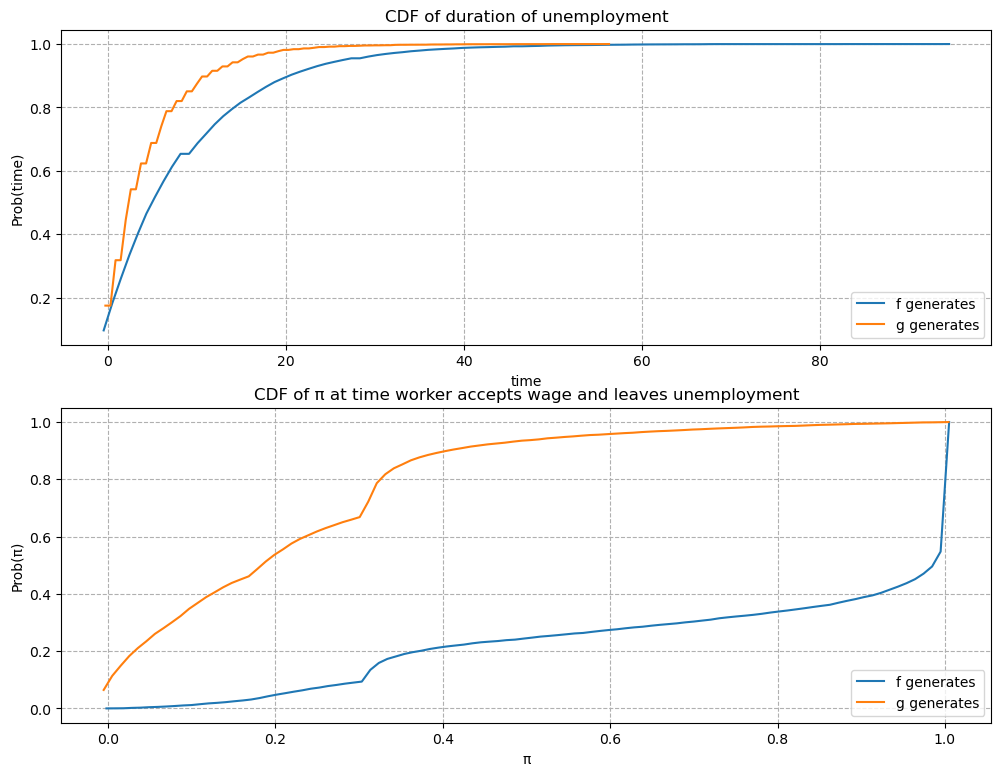 CDF of duration of unemployment
1.0
0.8
0.6
0.4
0.2
Prob(time)
f generates
g generates
0 20 40 60 80
time
CDF of π at time worker accepts wage and leaves unemployment
1.0
0.8
0.6
0.4
0.2
0.0
Prob(π)
f generates
g generates
0.0 0.2 0.4 0.6 0.8 1.0
π